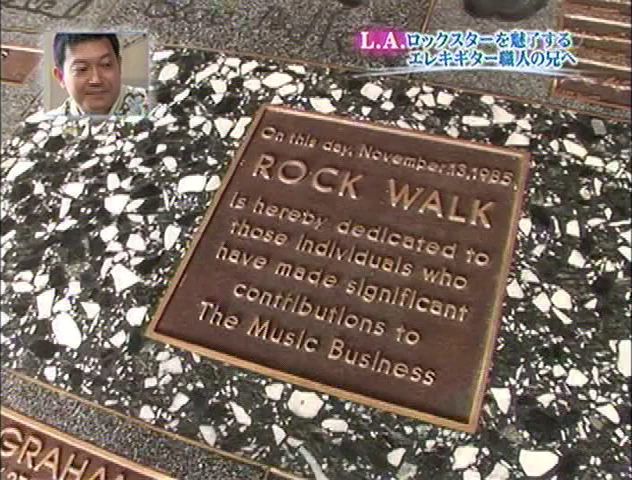 L.A.ロックスターを魅了する
エレキギター職人の兄へ
On this day, November 13, 1985,
ROCK WALK
is hereby dedicated to
those individuals who
have made significant
contributions to
The Music Business
GRAHAM